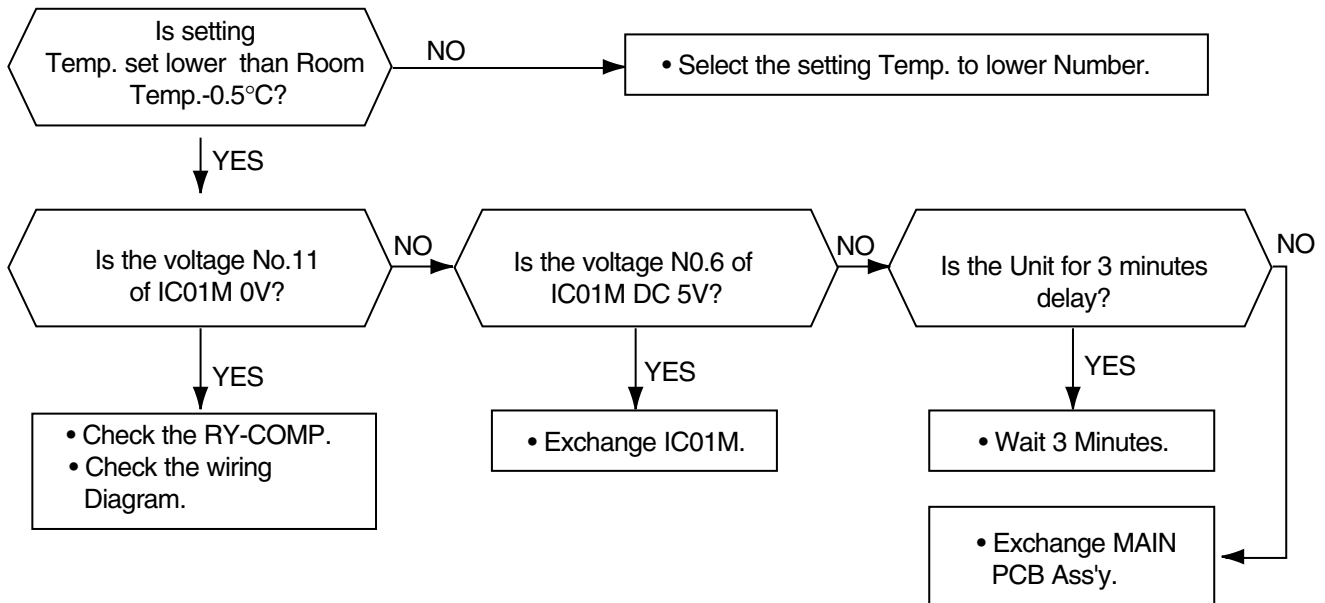 Is setting
Temp. set lower than Room
Temp.-0.5°C?
NO
• Select the setting Temp. to lower Number.
YES
Is the voltage No.11
of IC01M 0V?
NO
Is the voltage N0.6 of
IC01M DC 5V?
NO
Is the Unit for 3 minutes
delay?
NO
YES
YES
YES
• Check the RY-COMP.
• Check the wiring
Diagram.
• Exchange IC01M.
• Wait 3 Minutes.
• Exchange MAIN
PCB Ass'y.